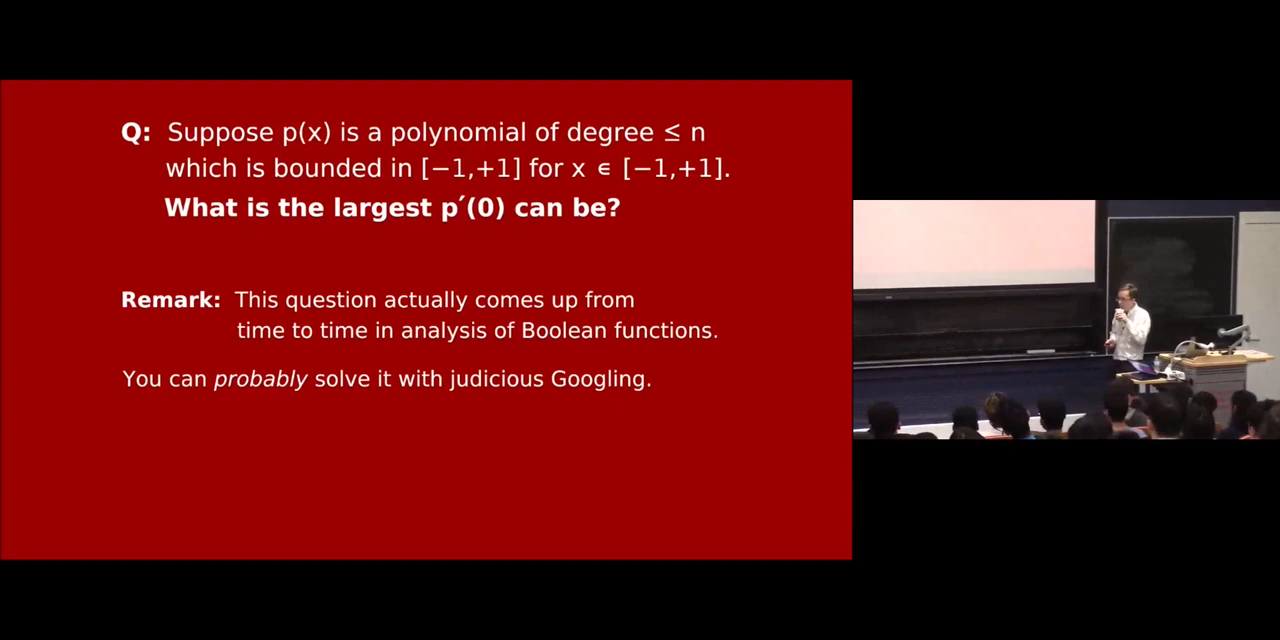 Q: Suppose p(x) is a polynomial of degree ≤ n
which is bounded in [−1,+1] for x ∊ [−1,+1].
What is the largest p′(0) can be?
Remark: This question actually comes up from
time to time in analysis of Boolean functions.
You can probably solve it with judicious Googling.